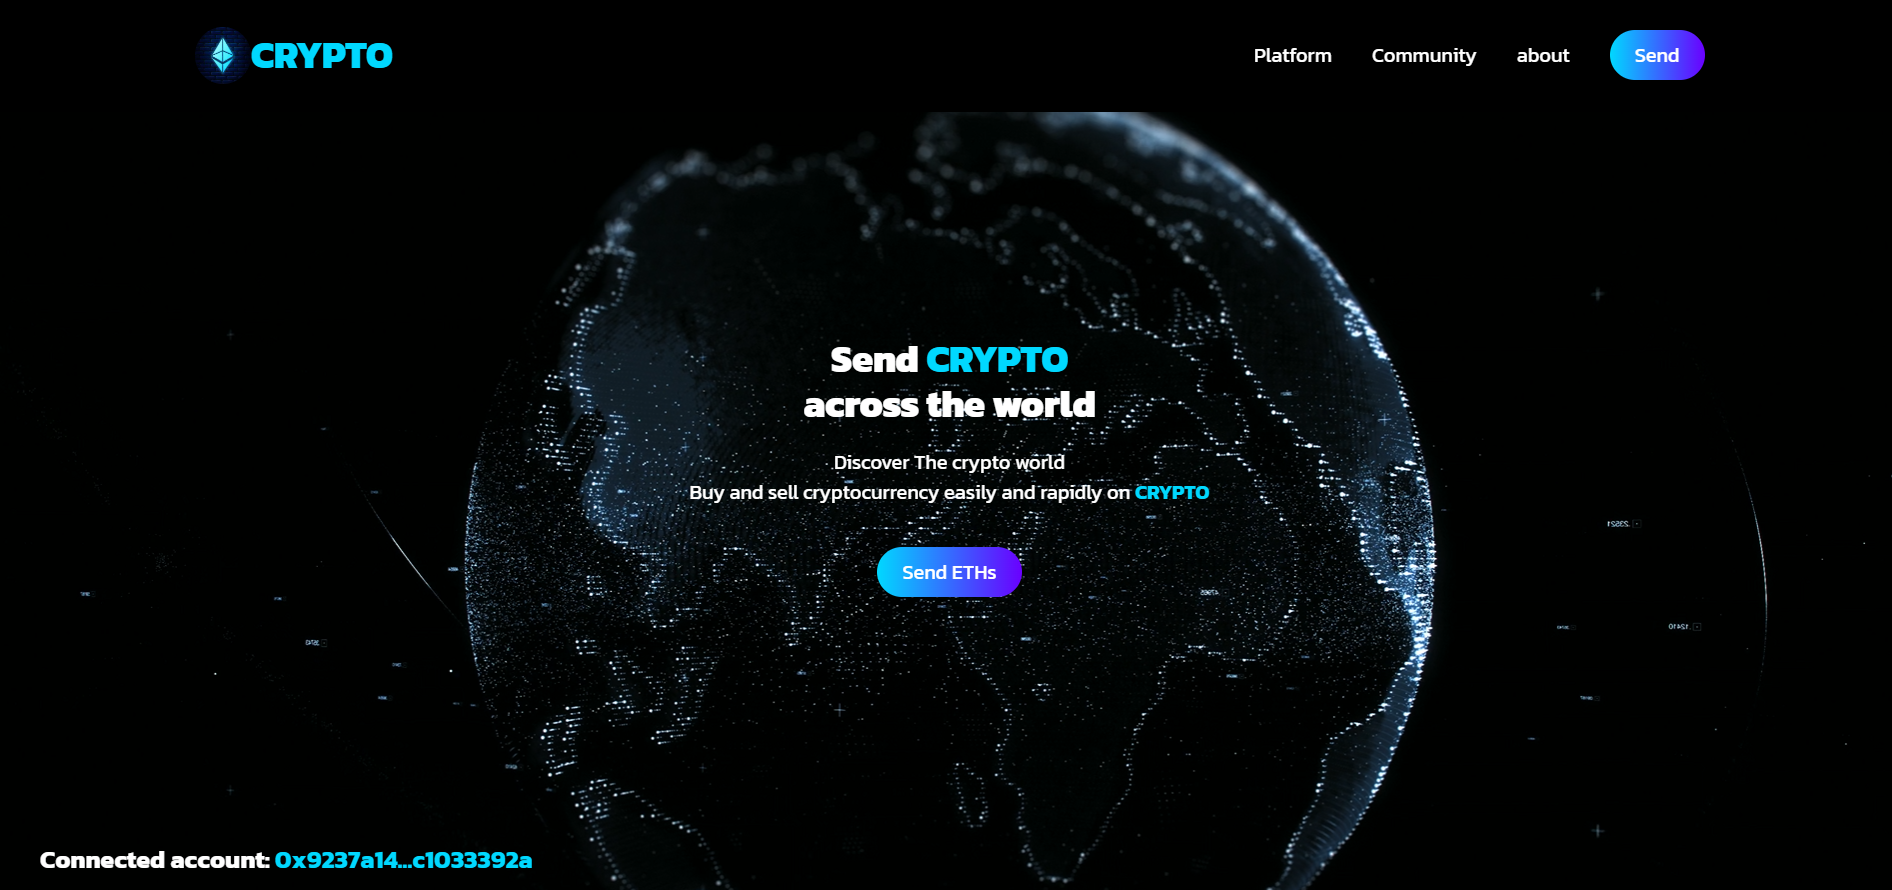 CRYPTO
Platform
Community
about
Send
Send CRYPTO
across the world
Discover The crypto world
Buy and sell cryptocurrency easily and rapidly on CRYPTO
Send ETHs
Connected account: 0x9237a14...c1033392a